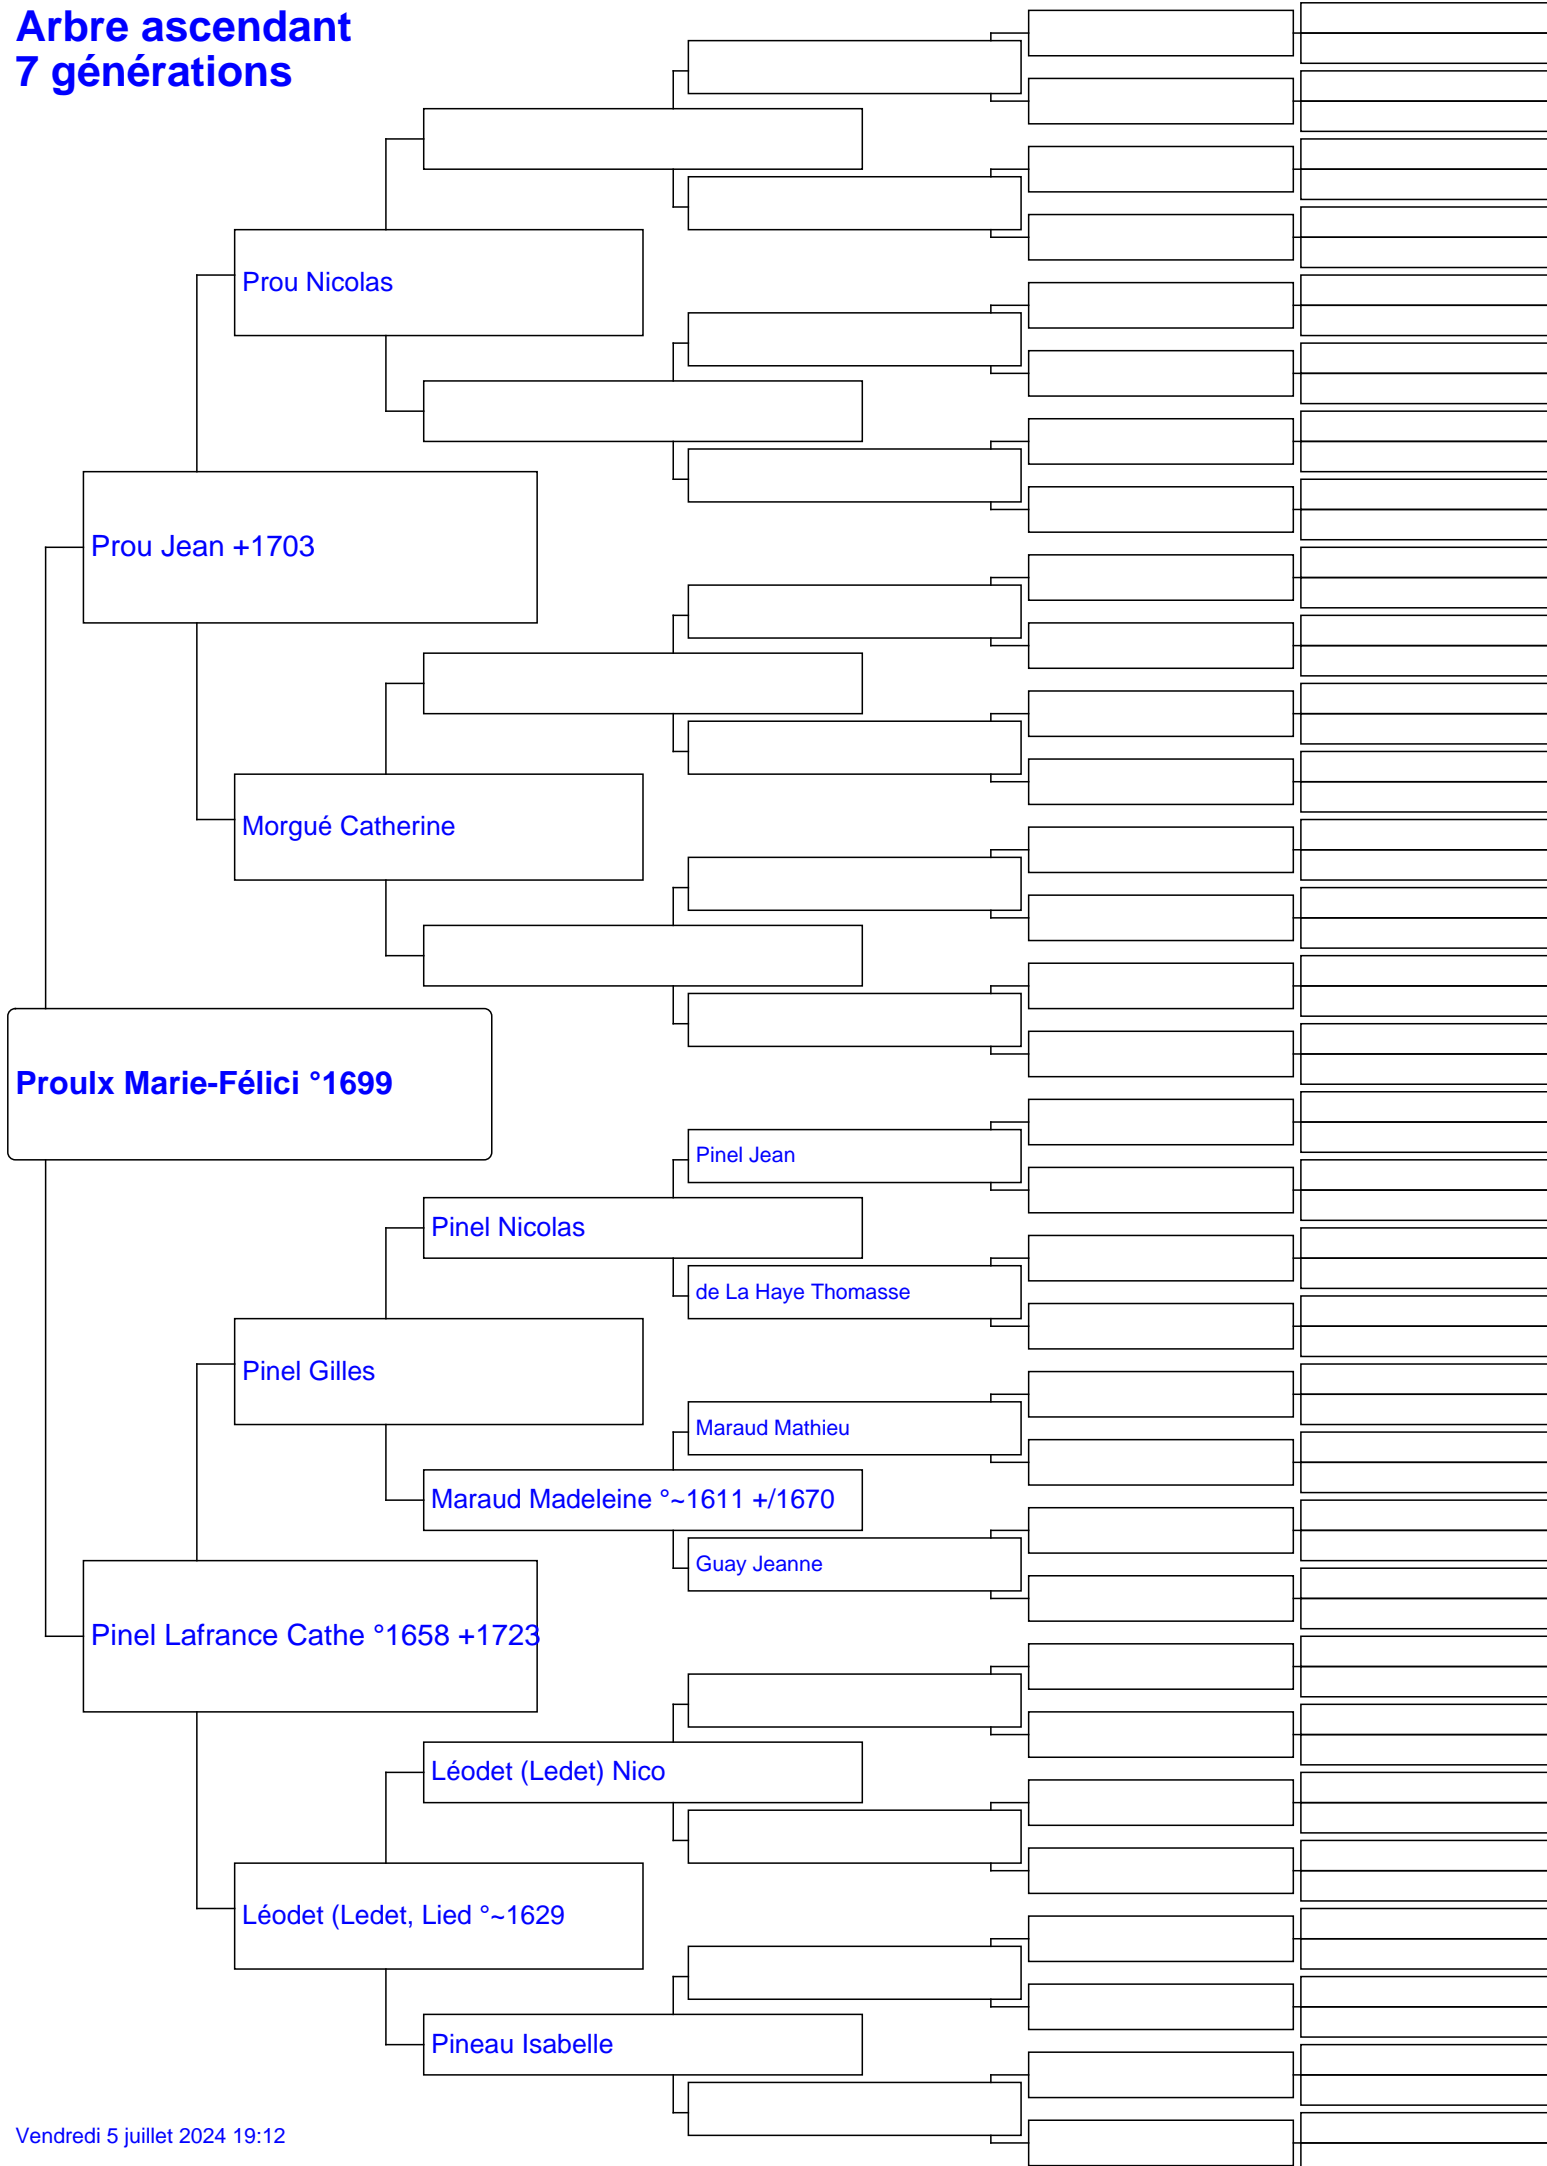 Arbre ascendant
7 générations
Prou Nicolas
Prou Jean +1703
Morgué Catherine
Proulx Marie-Félici °1699
Pinel Jean
Pinel Nicolas
de La Haye Thomasse
Pinel Gilles
Maraud Mathieu
Maraud Madeleine °~1611 +/1670
Guay Jeanne
Pinel Lafrance Cathe °1658 +1723
Léodet (Ledet) Nico
Léodet (Ledet, Lied °~1629
Pineau Isabelle
Vendredi 5 juillet 2024 19:12